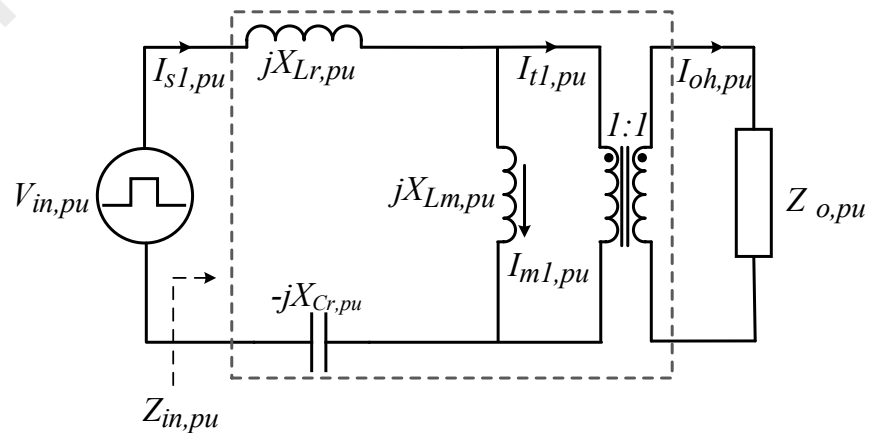 I_{s1,pu}
jX_{Lr,pu}
I_{t1,pu}
I_{oh,pu}
1:1
V_{in,pu}
jX_{Lm,pu}
Z_{o,pu}
I_{m1,pu}
-jX_{Cr,pu}
Z_{in,pu}